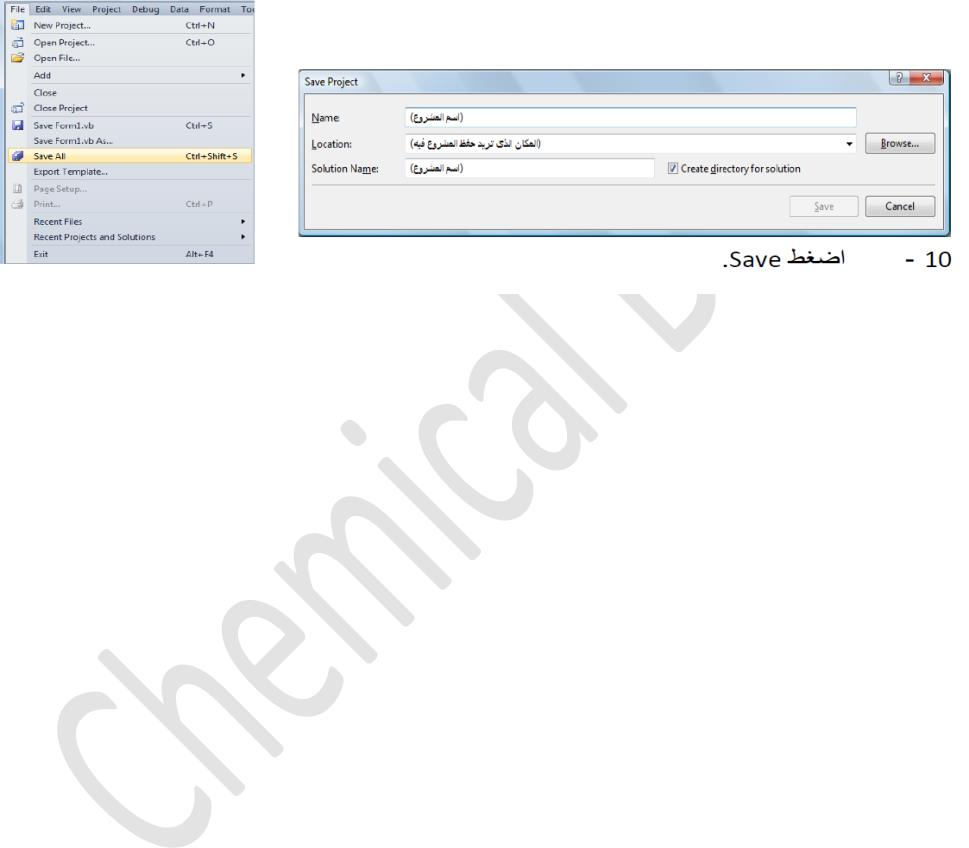 File Edit View Project Debug Data Format Too
New Project... Ctrl+N
Open Project... Ctrl+O
Open File...
Add
Close
Close Project
Save Form1.vb Ctrl+S
Save Form1.vb As...
Save All Ctrl+Shift+S
Export Template...
Page Setup...
Print... Ctrl+P
Recent Files
Recent Projects and Solutions
Exit Alt+F4
Save Project
Name (اسم المشروع)
Location: (المكان الذى تريد حفظ المشروع فيه) Browse...
Solution Name: (اسم المشروع) Create directory for solution
Save Cancel
10 - اضغط Save.
Chemical